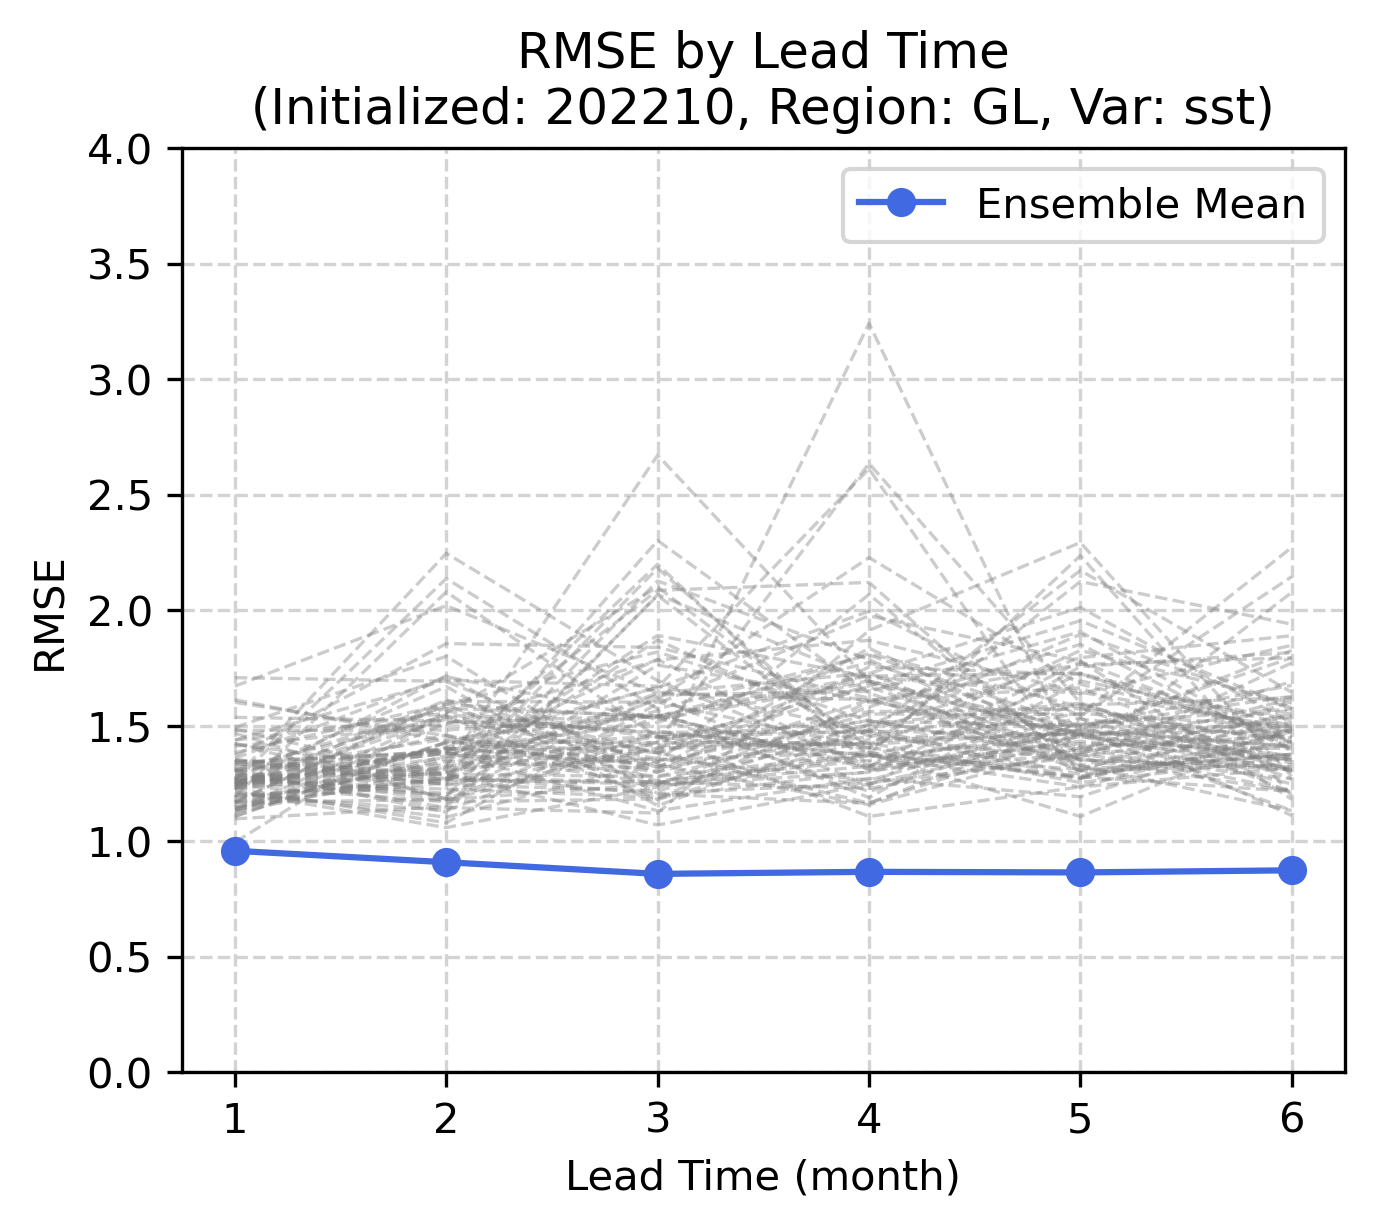 RMSE by Lead Time
(Initialized: 202210, Region: GL, Var: sst)
Ensemble Mean
4.0
3.5
3.0
2.5
2.0
1.5
1.0
0.5
0.0
RMSE
1 2 3 4 5 6
Lead Time (month)